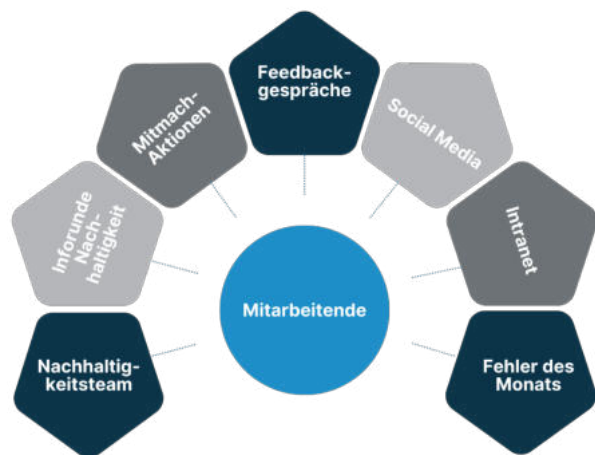 Feedback-
gespräche
Mitmach-
Aktionen
Social Media
Inforunde
Nach-
haltigkeit
Intranet
Mitarbeitende
Nachhaltig-
keitsteam
Fehler des
Monats